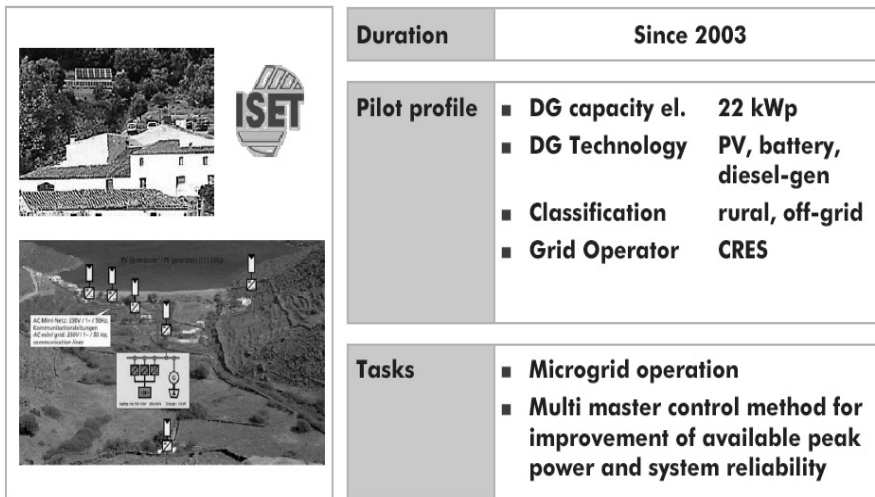 ISET
Duration
Since 2003
Pilot profile
▪ DG capacity el. 22 kWp
▪ DG Technology PV, battery,
diesel-gen
▪ Classification rural, off-grid
▪ Grid Operator CRES
Tasks
▪ Microgrid operation
▪ Multi master control method for
improvement of available peak
power and system reliability
AC Mini Netz: 230V / 1~ / 50Hz,
Kommunikationsleitungen
AC mini grid: 230V / 1~ / 50 Hz,
communication lines
G